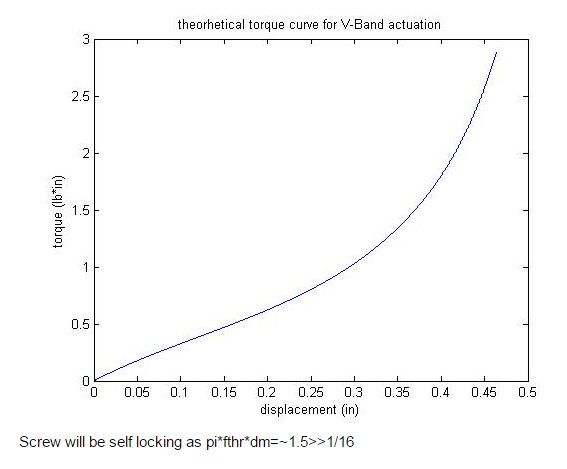 theorhetical torque curve for V-Band actuation
3
2.5
2
1.5
1
0.5
0
torque (lb*in)
0 0.05 0.1 0.15 0.2 0.25 0.3 0.35 0.4 0.45 0.5
displacement (in)
Screw will be self locking as pi*fthr*dm=~1.5>>1/16